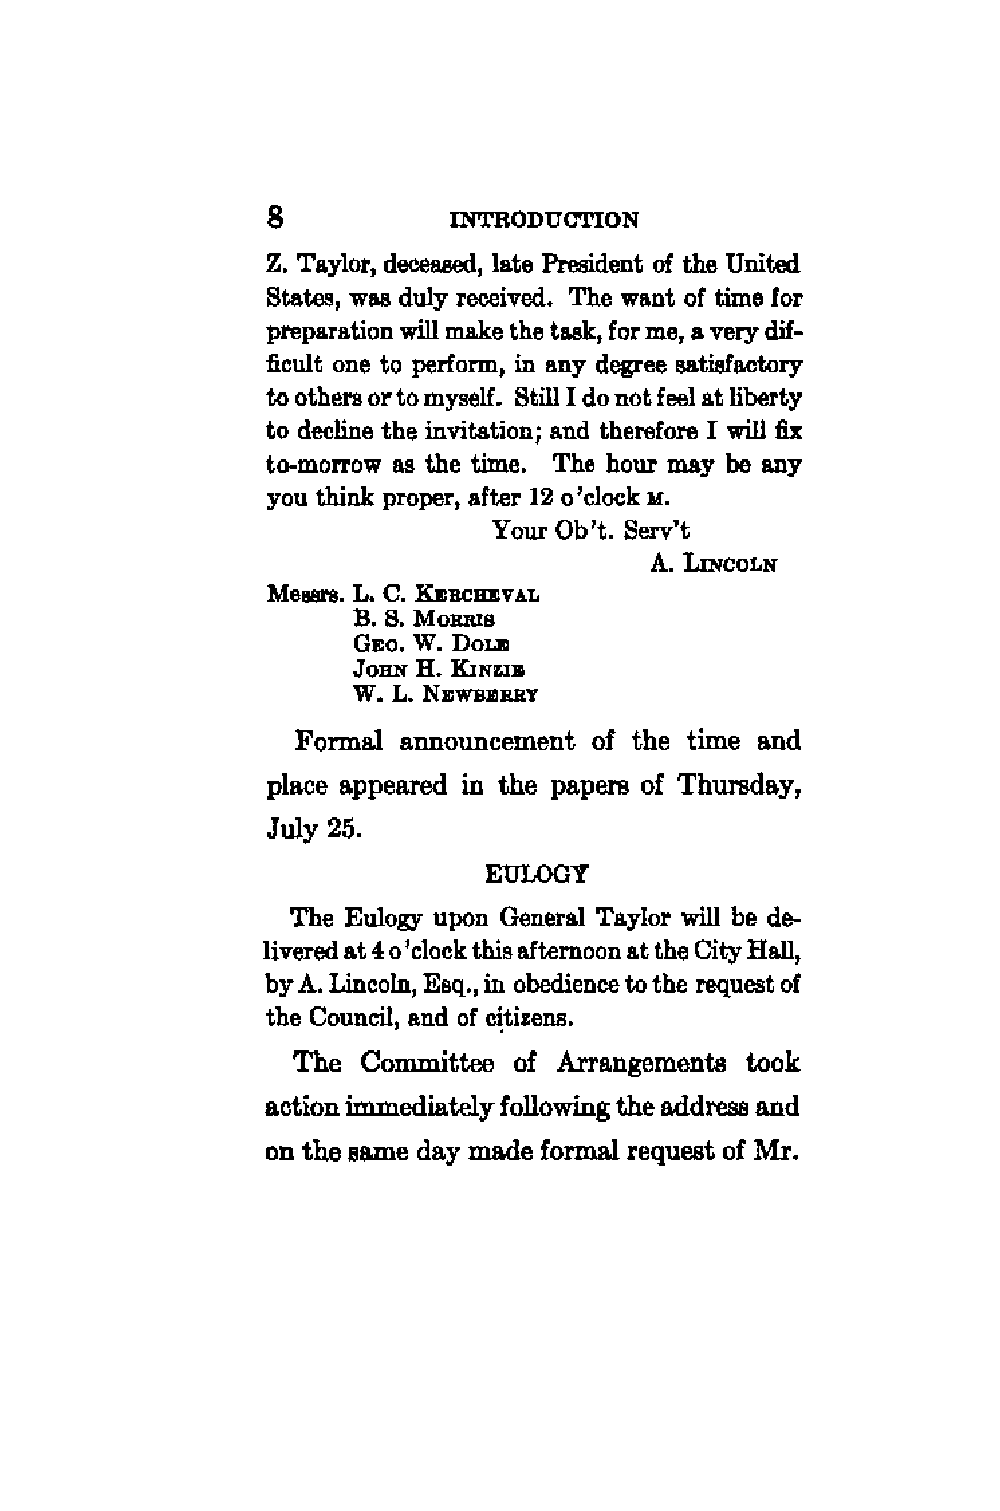 8 INTRODUCTION
Z. Taylor, deceased, late President of the United
States, was duly received. The want of time for
preparation will make the task, for me, a very dif-
ficult one to perform, in any degree satisfactory
to others or to myself. Still I do not feel at liberty
to decline the invitation; and therefore I will fix
to-morrow as the time. The hour may be any
you think proper, after 12 o'clock M.
Your Ob't. Serv't
A. LINCOLN
Messrs. L. C. KERCHEVAL
B. S. MORRIS
GEO. W. DOLE
JOHN H. KINZIE
W. L. NEWBERRY
Formal announcement of the time and
place appeared in the papers of Thursday,
July 25.
EULOGY
The Eulogy upon General Taylor will be de-
livered at 4 o'clock this afternoon at the City Hall,
by A. Lincoln, Esq., in obedience to the request of
the Council, and of citizens.
The Committee of Arrangements took
action immediately following the address and
on the same day made formal request of Mr.